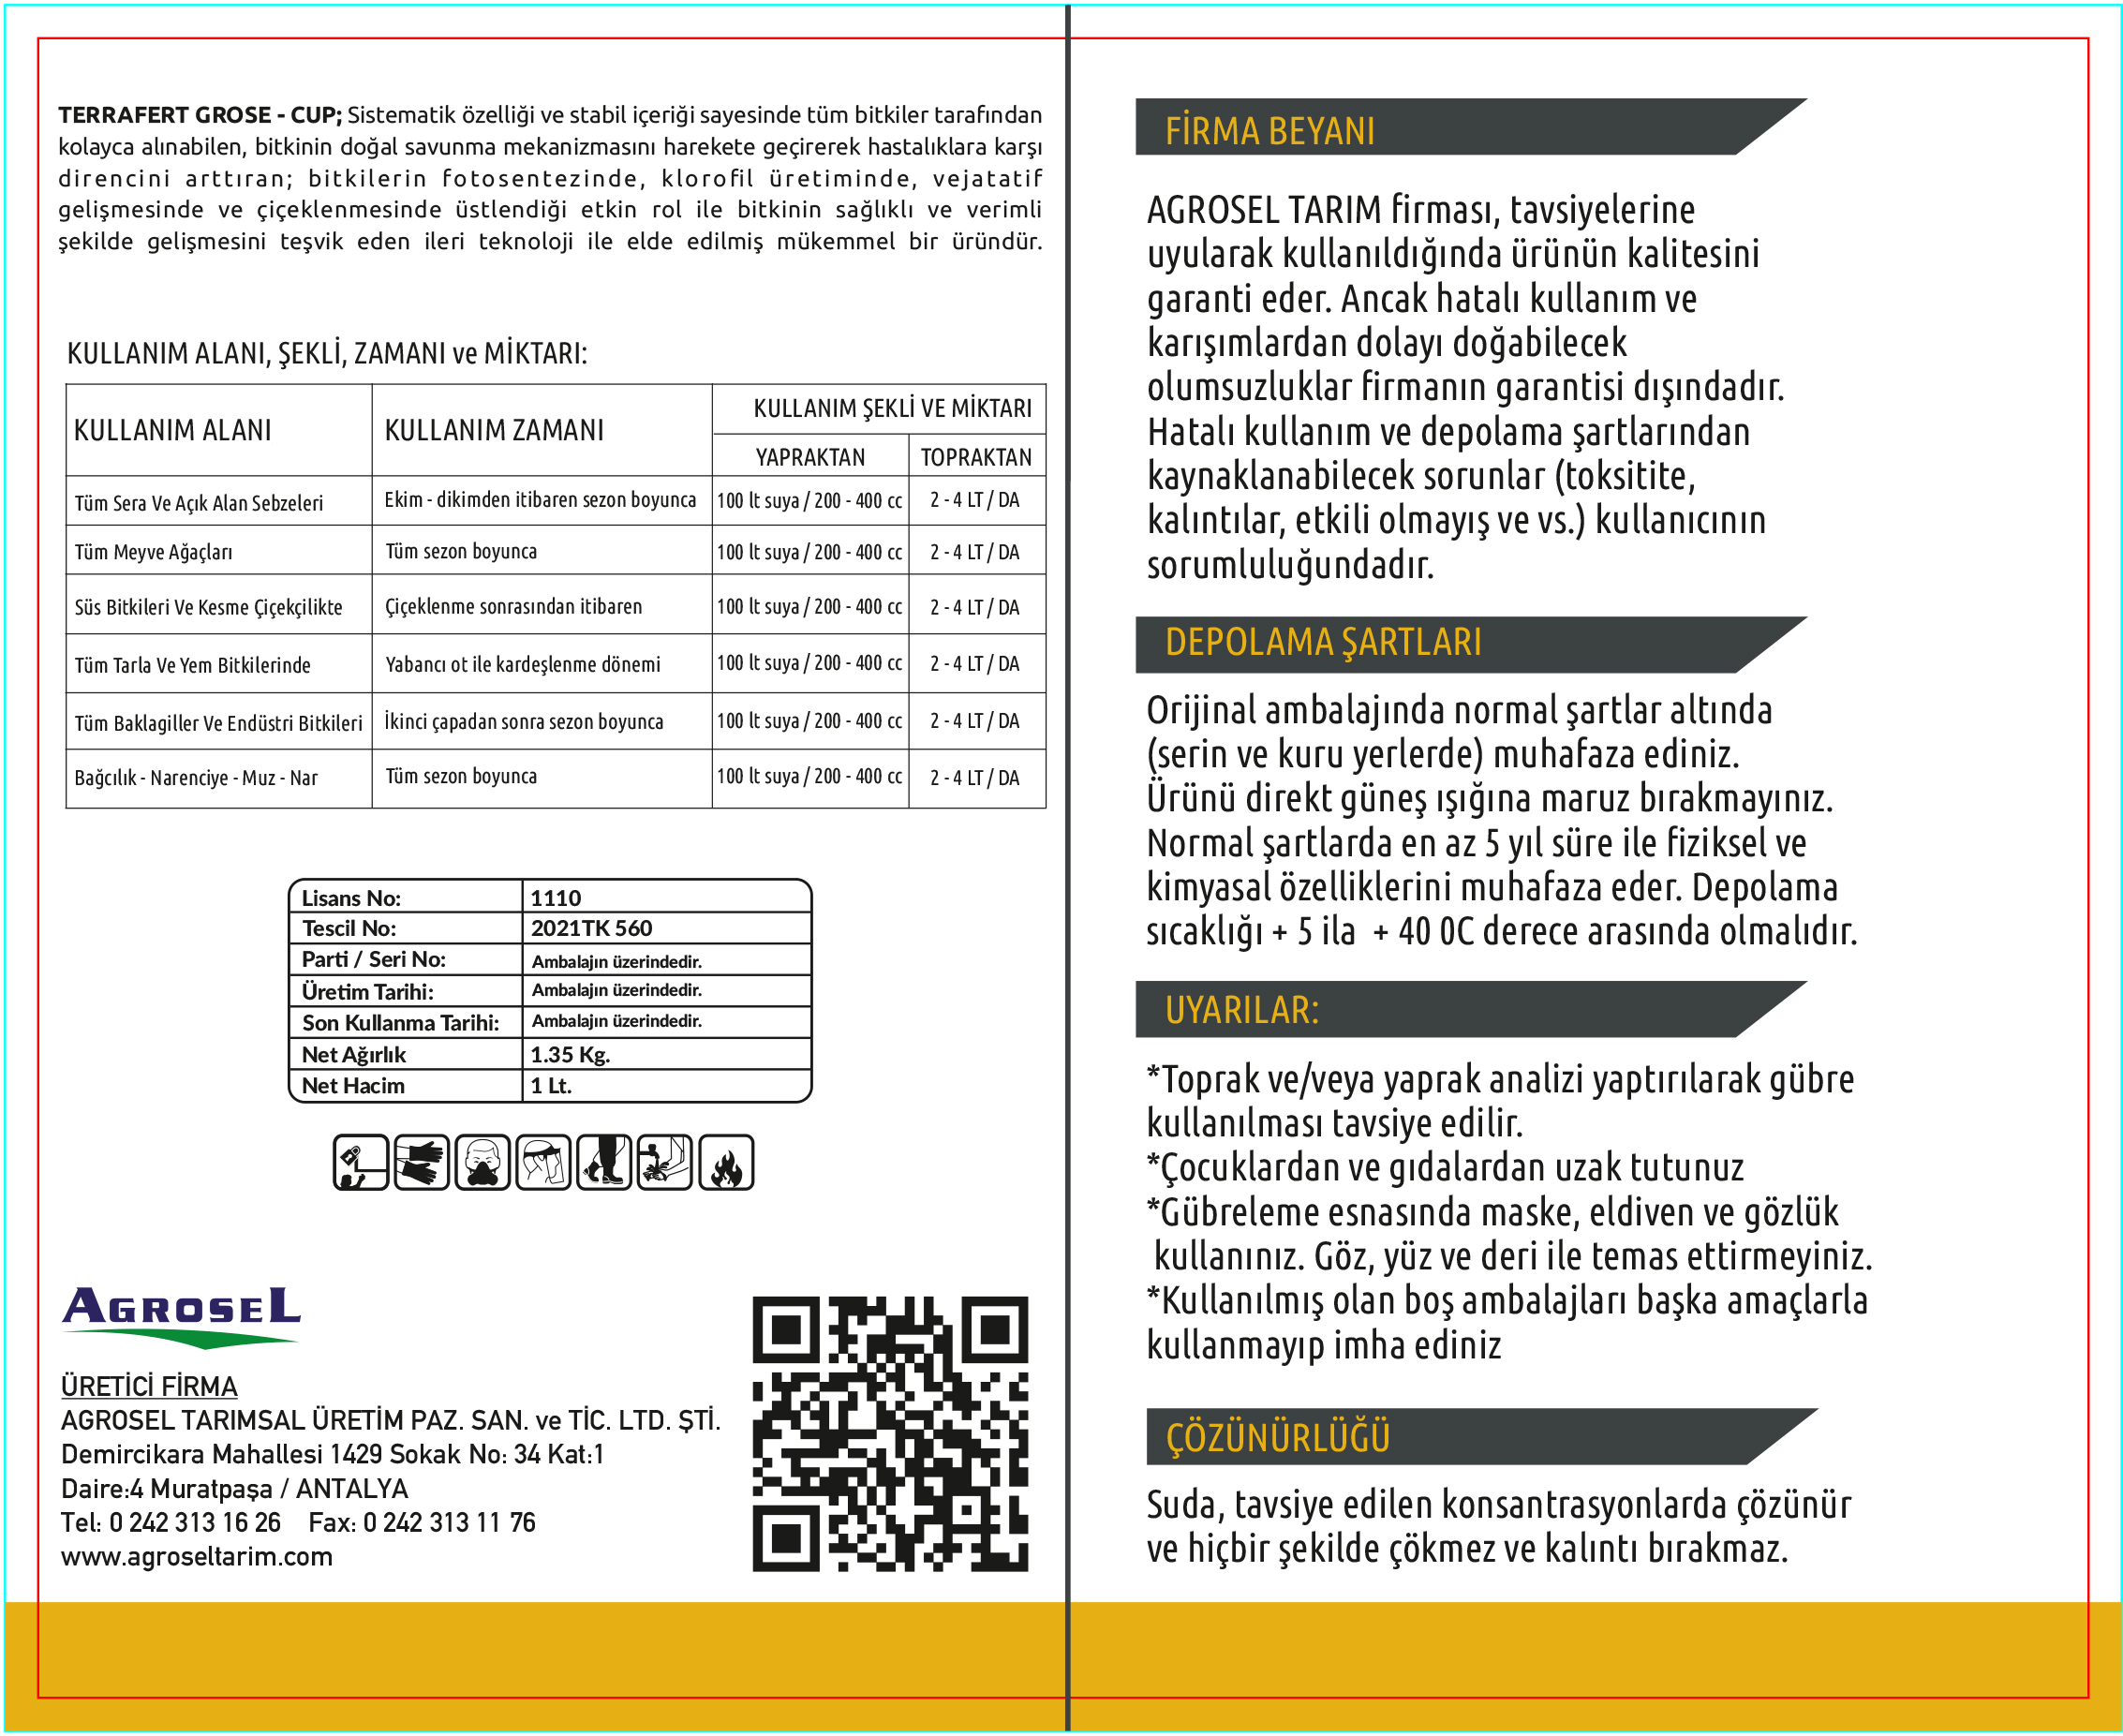 TERRAFERT GROSE - CUP; Sistematik özelliği ve stabil içeriği sayesinde tüm bitkiler tarafından
kolayca alınabilen, bitkinin doğal savunma mekanizmasını harekete geçirerek hastalıklara karşı
direncini arttıran; bitkilerin fotosentezinde, klorofil üretiminde, vejatatif
gelişmesinde ve çiçeklenmesinde üstlendiği etkin rol ile bitkinin sağlıklı ve verimli
şekilde gelişmesini teşvik eden ileri teknoloji ile elde edilmiş mükemmel bir üründür.
KULLANIM ALANI, ŞEKLİ, ZAMANI ve MİKTARI:
KULLANIM ALANI KULLANIM ZAMANI KULLANIM ŞEKLİ VE MİKTARI
YAPRAKTAN TOPRAKTAN
Tüm Sera Ve Açık Alan Sebzeleri Ekim - dikimden itibaren sezon boyunca 100 lt suya / 200 - 400 cc 2 - 4 LT / DA
Tüm Meyve Ağaçları Tüm sezon boyunca 100 lt suya / 200 - 400 cc 2 - 4 LT / DA
Süs Bitkileri Ve Kesme Çiçekçilikte Çiçeklenme sonrasından itibaren 100 lt suya / 200 - 400 cc 2 - 4 LT / DA
Tüm Tarla Ve Yem Bitkilerinde Yabancı ot ile kardeşlenme dönemi 100 lt suya / 200 - 400 cc 2 - 4 LT / DA
Tüm Baklagiller Ve Endüstri Bitkileri İkinci çapadan sonra sezon boyunca 100 lt suya / 200 - 400 cc 2 - 4 LT / DA
Bağcılık - Narenciye - Muz - Nar Tüm sezon boyunca 100 lt suya / 200 - 400 cc 2 - 4 LT / DA
Lisans No: 1110
Tescil No: 2021TK 560
Parti / Seri No: Ambalajın üzerindedir.
Üretim Tarihi: Ambalajın üzerindedir.
Son Kullanma Tarihi: Ambalajın üzerindedir.
Net Ağırlık 1.35 Kg.
Net Hacim 1 Lt.
AGROSEL
ÜRETİCİ FİRMA
AGROSEL TARIMSAL ÜRETİM PAZ. SAN. ve TİC. LTD. ŞTİ.
Demircikara Mahallesi 1429 Sokak No: 34 Kat:1
Daire:4 Muratpaşa / ANTALYA
Tel: 0 242 313 16 26 Fax: 0 242 313 11 76
www.agroseltarim.com
FİRMA BEYANI
AGROSEL TARIM firması, tavsiyelerine
uyularak kullanıldığında ürünün kalitesini
garanti eder. Ancak hatalı kullanım ve
karışımlardan dolayı doğabilecek
olumsuzluklar firmanın garantisi dışındadır.
Hatalı kullanım ve depolama şartlarından
kaynaklanabilecek sorunlar (toksitite,
kalıntılar, etkili olmayış ve vs.) kullanıcının
sorumluluğundadır.
DEPOLAMA ŞARTLARI
Orijinal ambalajında normal şartlar altında
(serin ve kuru yerlerde) muhafaza ediniz.
Ürünü direkt güneş ışığına maruz bırakmayınız.
Normal şartlarda en az 5 yıl süre ile fiziksel ve
kimyasal özelliklerini muhafaza eder. Depolama
sıcaklığı + 5 ila + 40 0C derece arasında olmalıdır.
UYARILAR:
*Toprak ve/veya yaprak analizi yaptırılarak gübre
kullanılması tavsiye edilir.
*Çocuklardan ve gıdalardan uzak tutunuz
*Gübreleme esnasında maske, eldiven ve gözlük
kullanınız. Göz, yüz ve deri ile temas ettirmeyiniz.
*Kullanılmış olan boş ambalajları başka amaçlarla
kullanmayıp imha ediniz
ÇÖZÜNÜRLÜĞÜ
Suda, tavsiye edilen konsantrasyonlarda çözünür
ve hiçbir şekilde çökmez ve kalıntı bırakmaz.